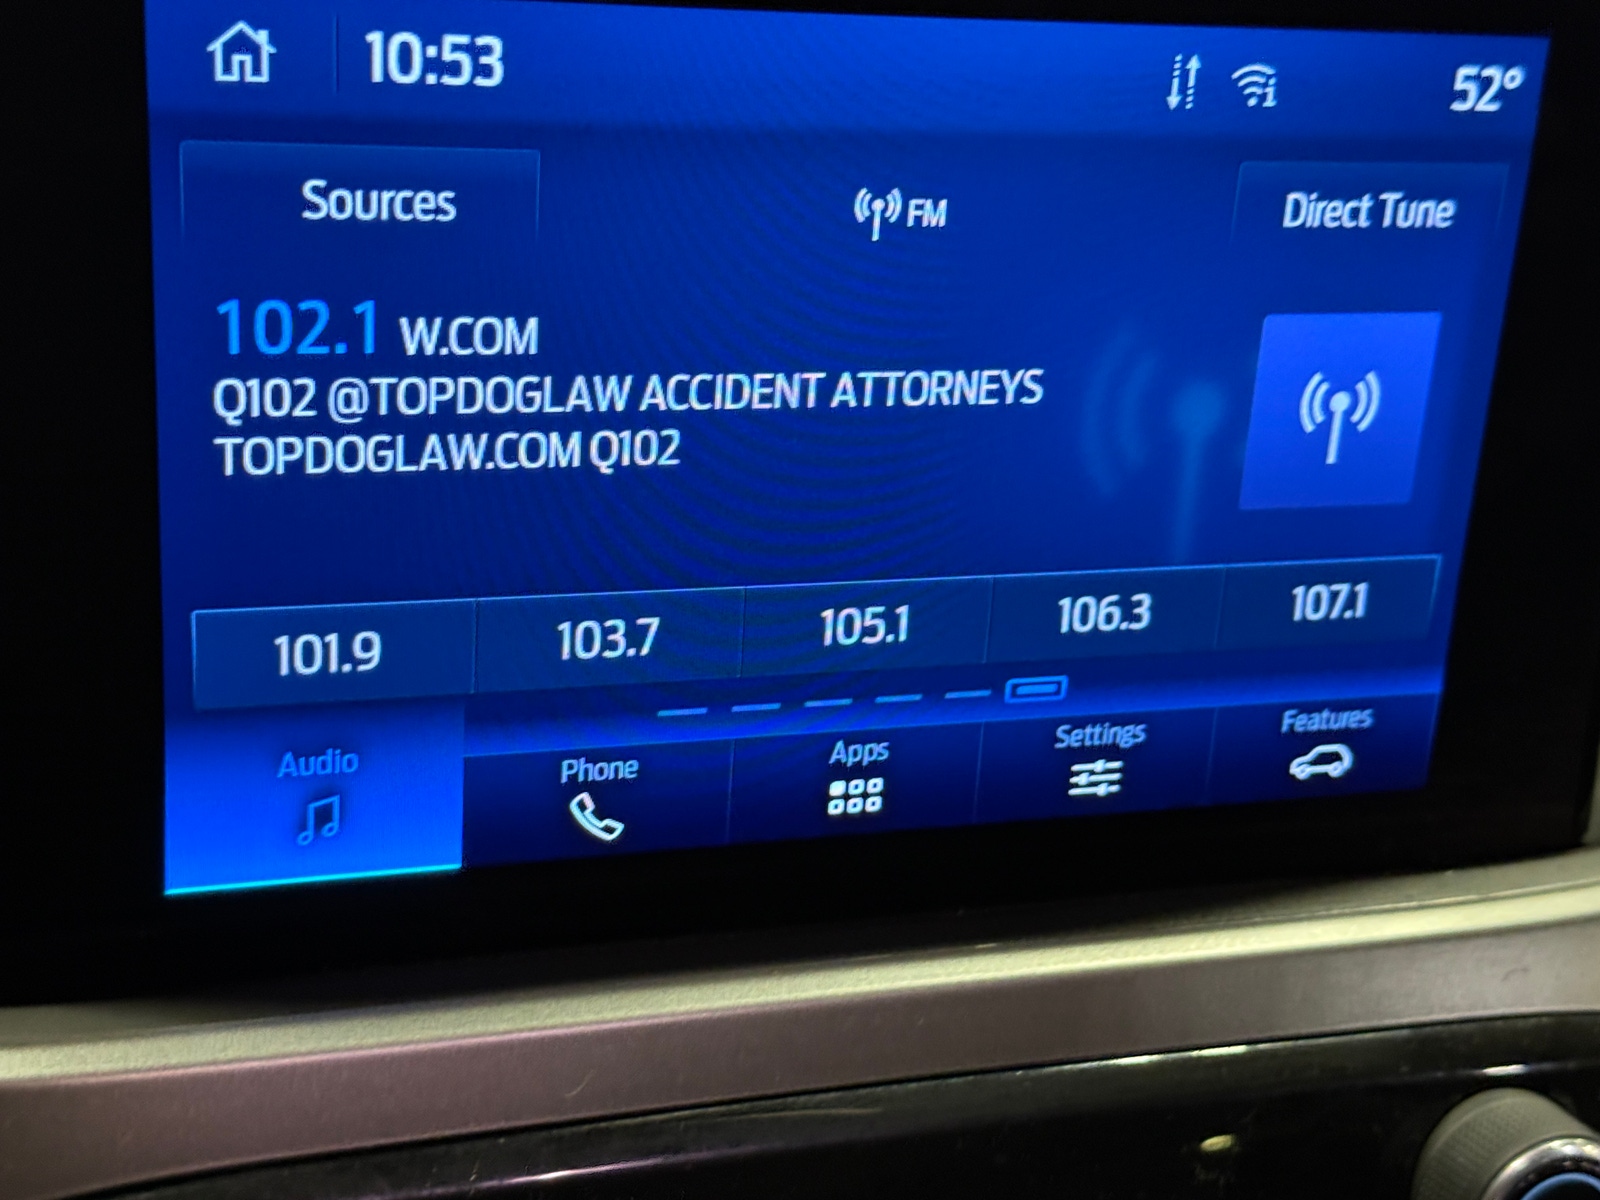 10:53
52°
Sources
FM
Direct Tune
102.1 W.COM
Q102 @TOPDOGLAW ACCIDENT ATTORNEYS
TOPDOGLAW.COM Q102
101.9
103.7
105.1
106.3
107.1
Audio
Phone
Apps
Settings
Features